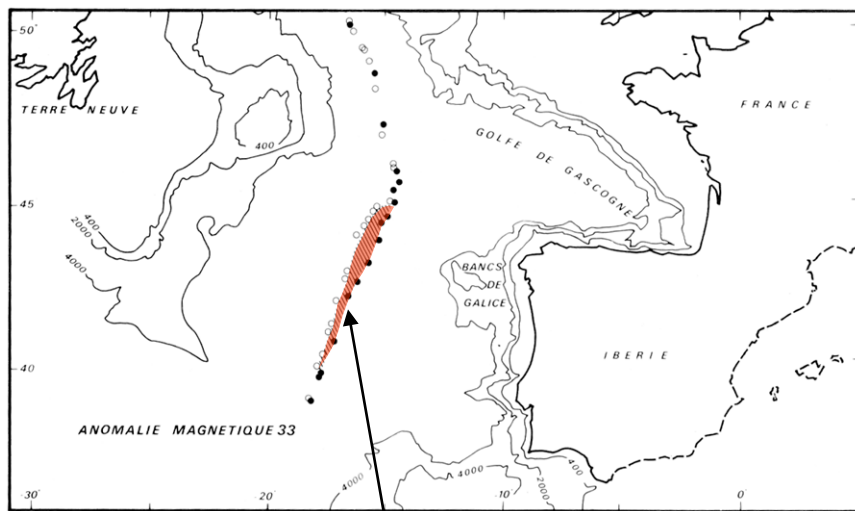 50°
TERRE NEUVE
FRANCE
400
GOLFE DE GASCOGNE
45
400
2000
4000
BANCS
DE
GALICE
IBERIE
40
ANOMALIE MAGNETIQUE 33
4000
4000
2000
400
-30°
-20
-10
0°